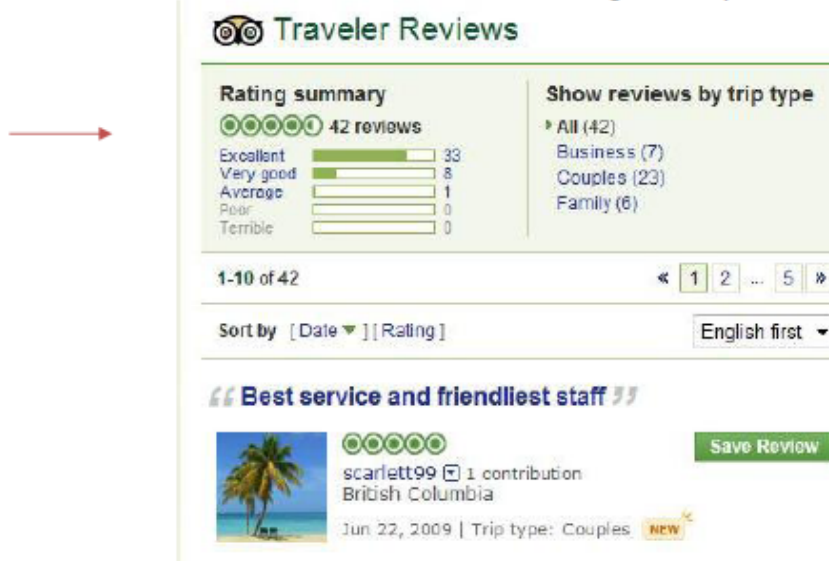 Traveler Reviews
Rating summary
42 reviews
Excellent 33
Very good 8
Average 1
Poor 0
Terrible 0
Show reviews by trip type
All (42)
Business (7)
Couples (23)
Family (6)
1-10 of 42
« 1 2 ... 5 »
Sort by [Date ▼] [Rating]
English first
“ Best service and friendliest staff ”
Save Review
scarlett99 1 contribution
British Columbia
Jun 22, 2009 | Trip type: Couples NEW